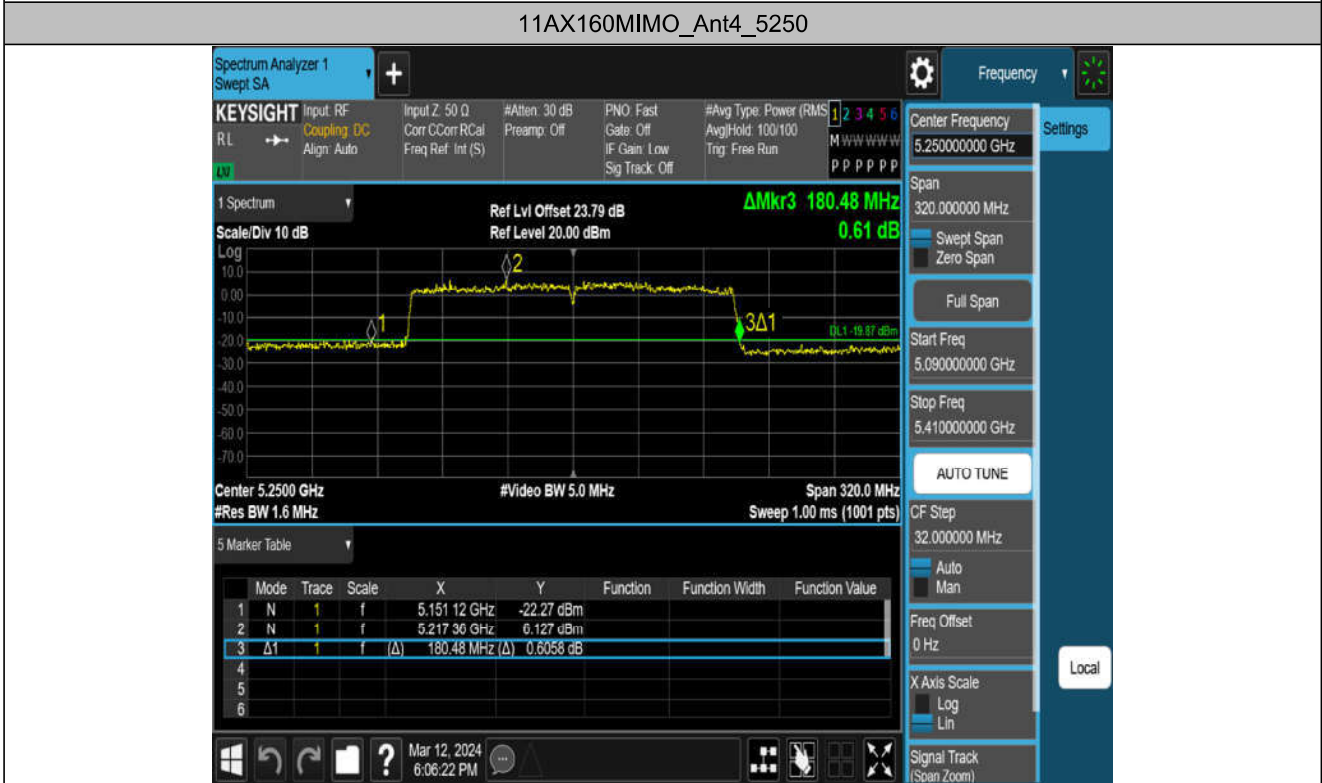 11AX160MIMO_Ant4_5250
Spectrum Analyzer 1
Swept SA
+
Frequency
KEYSIGHT
RL
LXI
Input: RF
Coupling: DC
Align: Auto
Input Z: 50 Ω
Corr CCorr RCal
Freq Ref: Int (S)
#Atten: 30 dB
Preamp: Off
PNO: Fast
Gate: Off
IF Gain: Low
Sig Track: Off
#Avg Type: Power (RMS
Avg|Hold: 100/100
Trig: Free Run
1 2 3 4 5 6
M W W W W W
P P P P P P
1 Spectrum
Scale/Div 10 dB
Ref Lvl Offset 23.79 dB
Ref Level 20.00 dBm
ΔMkr3 180.48 MHz
0.61 dB
Log
10.0
0.00
-10.0
-20.0
-30.0
-40.0
-50.0
-60.0
-70.0
1
2
3Δ1
DL1 -19.87 dBm
Center 5.2500 GHz
#Res BW 1.6 MHz
#Video BW 5.0 MHz
Span 320.0 MHz
Sweep 1.00 ms (1001 pts)
5 Marker Table
Mode Trace Scale X Y Function Function Width Function Value
1 N 1 f 5.151 12 GHz -22.27 dBm
2 N 1 f 5.217 36 GHz 6.127 dBm
3 Δ1 1 f (Δ) 180.48 MHz (Δ) 0.6058 dB
4
5
6
?
Mar 12, 2024
6:06:22 PM
Center Frequency
5.250000000 GHz
Settings
Span
320.000000 MHz
Swept Span
Zero Span
Full Span
Start Freq
5.090000000 GHz
Stop Freq
5.410000000 GHz
AUTO TUNE
CF Step
32.000000 MHz
Auto
Man
Freq Offset
0 Hz
X Axis Scale
Log
Lin
Local
Signal Track
(Span Zoom)